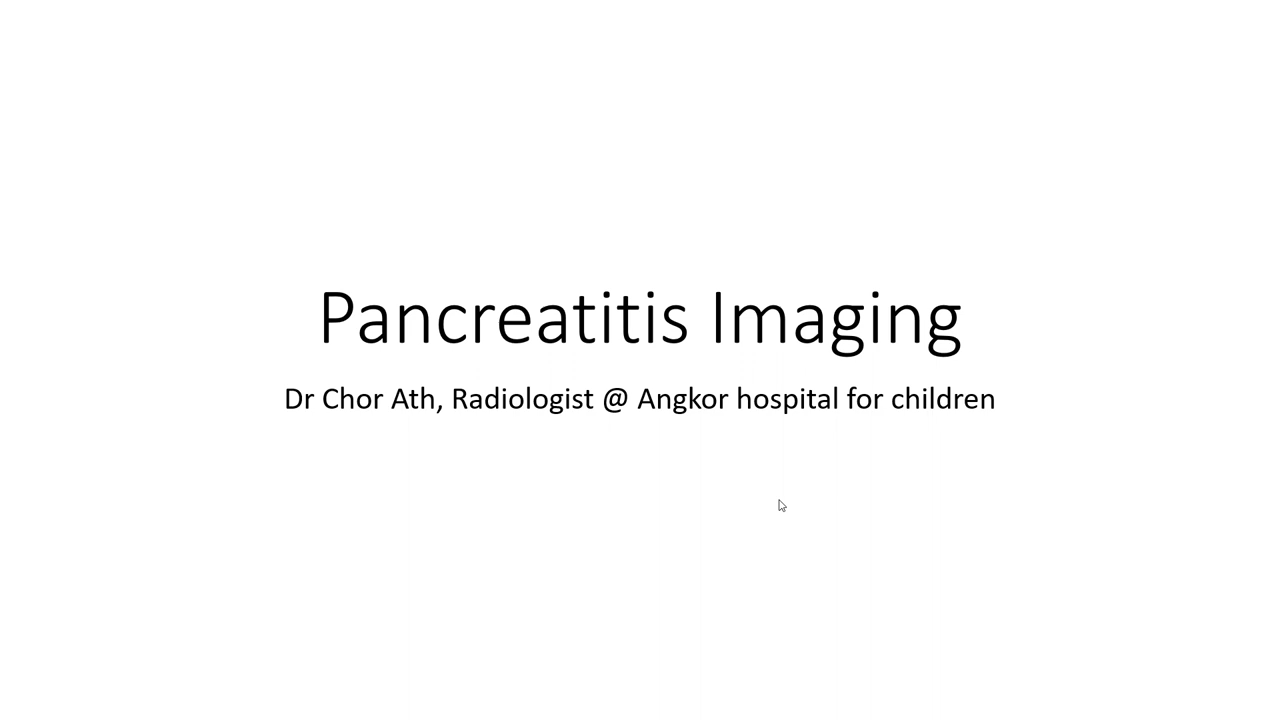 Pancreatitis Imaging
Dr Chor Ath, Radiologist @ Angkor hospital for children